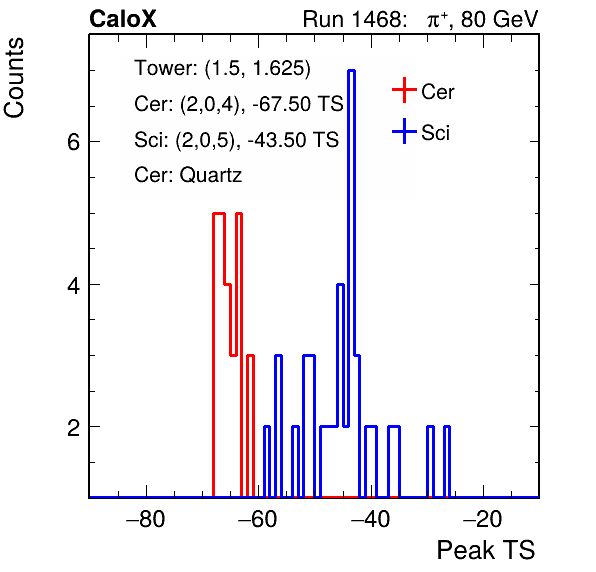 CaloX Run 1468: π⁺, 80 GeV
Counts
Tower: (1.5, 1.625)
Cer: (2,0,4), -67.50 TS
Sci: (2,0,5), -43.50 TS
Cer: Quartz
Cer
Sci
6
4
2
−80 −60 −40 −20
Peak TS